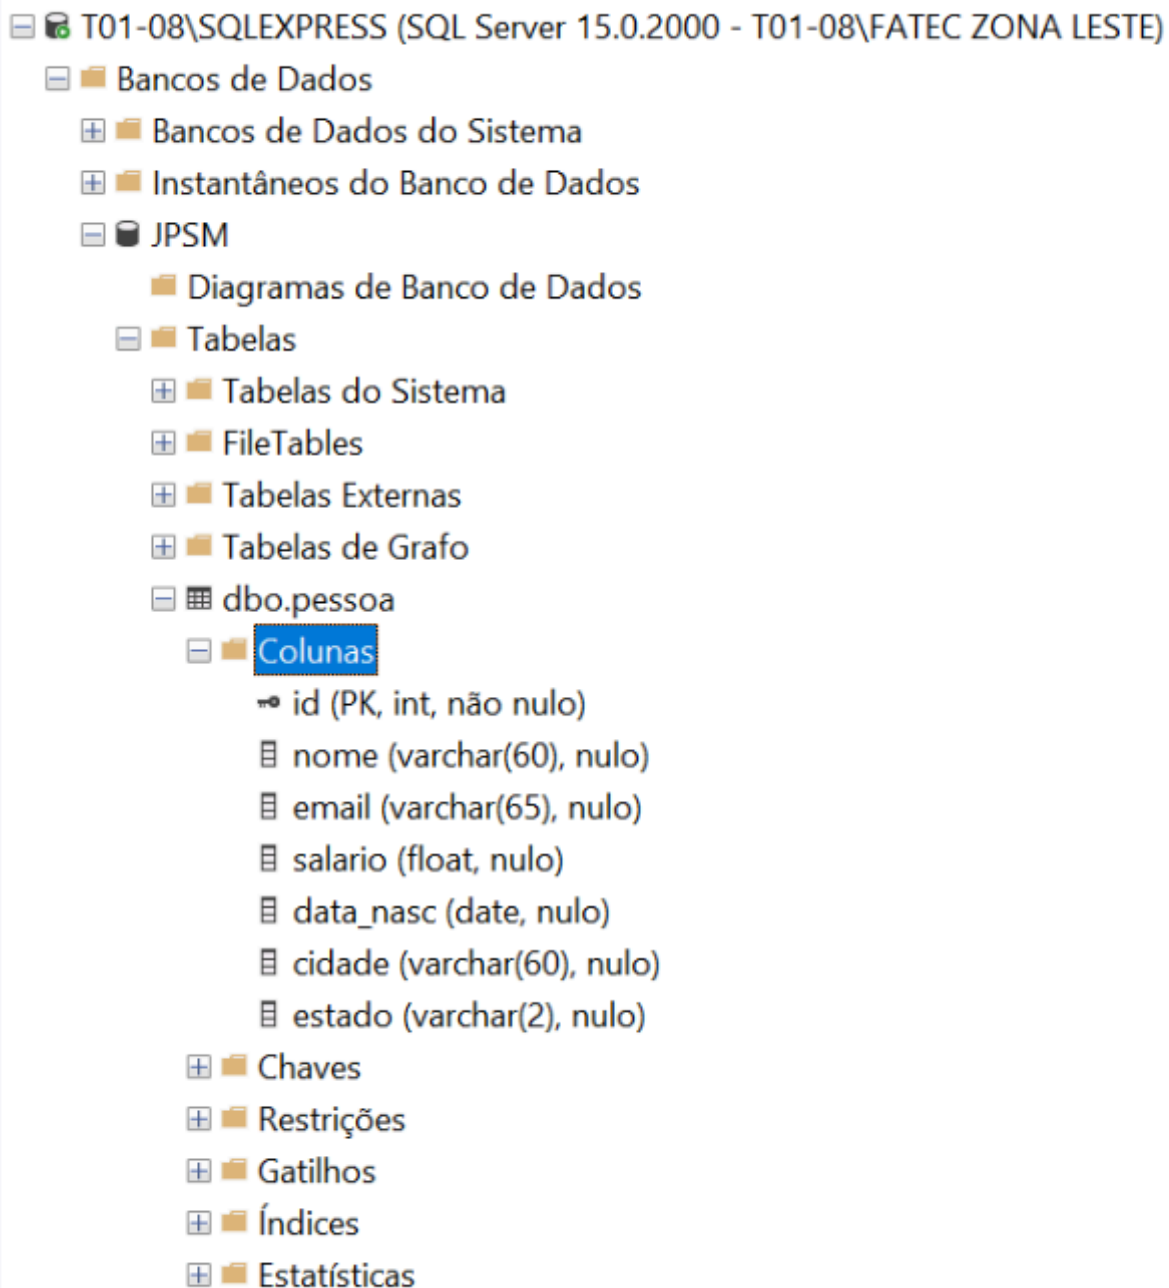 T01-08\SQLEXPRESS (SQL Server 15.0.2000 - T01-08\FATEC ZONA LESTE)
Bancos de Dados
Bancos de Dados do Sistema
Instantâneos do Banco de Dados
JPSM
Diagramas de Banco de Dados
Tabelas
Tabelas do Sistema
FileTables
Tabelas Externas
Tabelas de Grafo
dbo.pessoa
Colunas
id (PK, int, não nulo)
nome (varchar(60), nulo)
email (varchar(65), nulo)
salario (float, nulo)
data_nasc (date, nulo)
cidade (varchar(60), nulo)
estado (varchar(2), nulo)
Chaves
Restrições
Gatilhos
Índices
Estatísticas